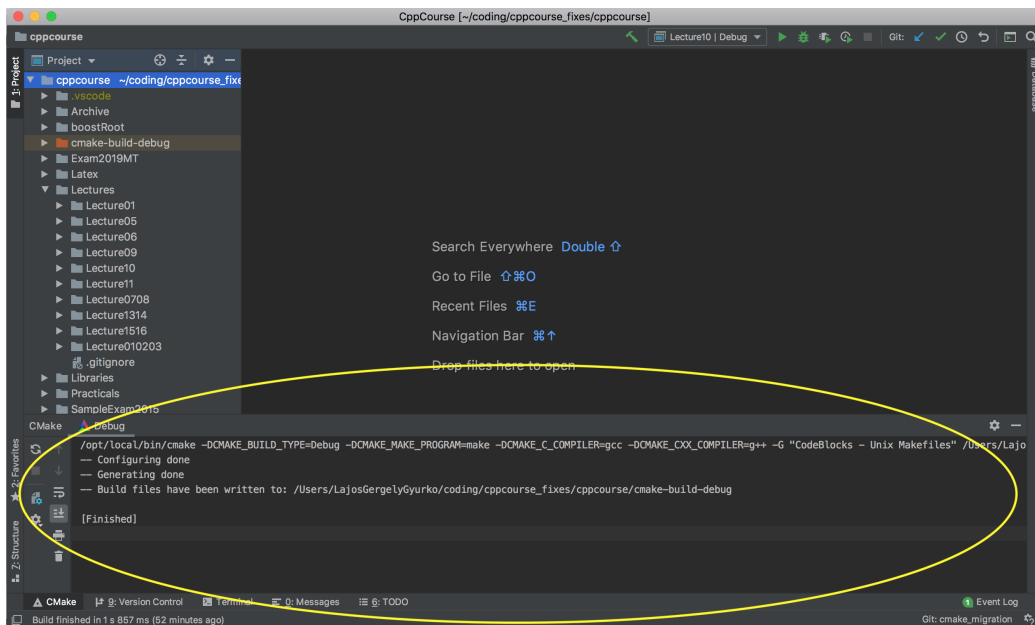 CppCourse [~/coding/cppcourse_fixes/cppcourse]
cppcourse
Lecture10 | Debug
Git:
1: Project
Project
cppcourse ~/coding/cppcourse_fixe
.vscode
Archive
boostRoot
cmake-build-debug
Exam2019MT
Latex
Lectures
Lecture01
Lecture05
Lecture06
Lecture09
Lecture10
Lecture11
Lecture0708
Lecture1314
Lecture1516
Lecture010203
.gitignore
Libraries
Practicals
SampleExam2015
Search Everywhere Double ⇧
Go to File ⇧⌘O
Recent Files ⌘E
Navigation Bar ⌘↑
Drop files here to open
CMake Debug
/opt/local/bin/cmake -DCMAKE_BUILD_TYPE=Debug -DCMAKE_MAKE_PROGRAM=make -DCMAKE_C_COMPILER=gcc -DCMAKE_CXX_COMPILER=g++ -G "CodeBlocks - Unix Makefiles" /Users/Lajo
-- Configuring done
-- Generating done
-- Build files have been written to: /Users/LajosGergelyGyurko/coding/cppcourse_fixes/cppcourse/cmake-build-debug
[Finished]
2: Favorites
Z: Structure
CMake 9: Version Control Terminal 0: Messages 6: TODO 1 Event Log
Build finished in 1 s 857 ms (52 minutes ago) Git: cmake_migration